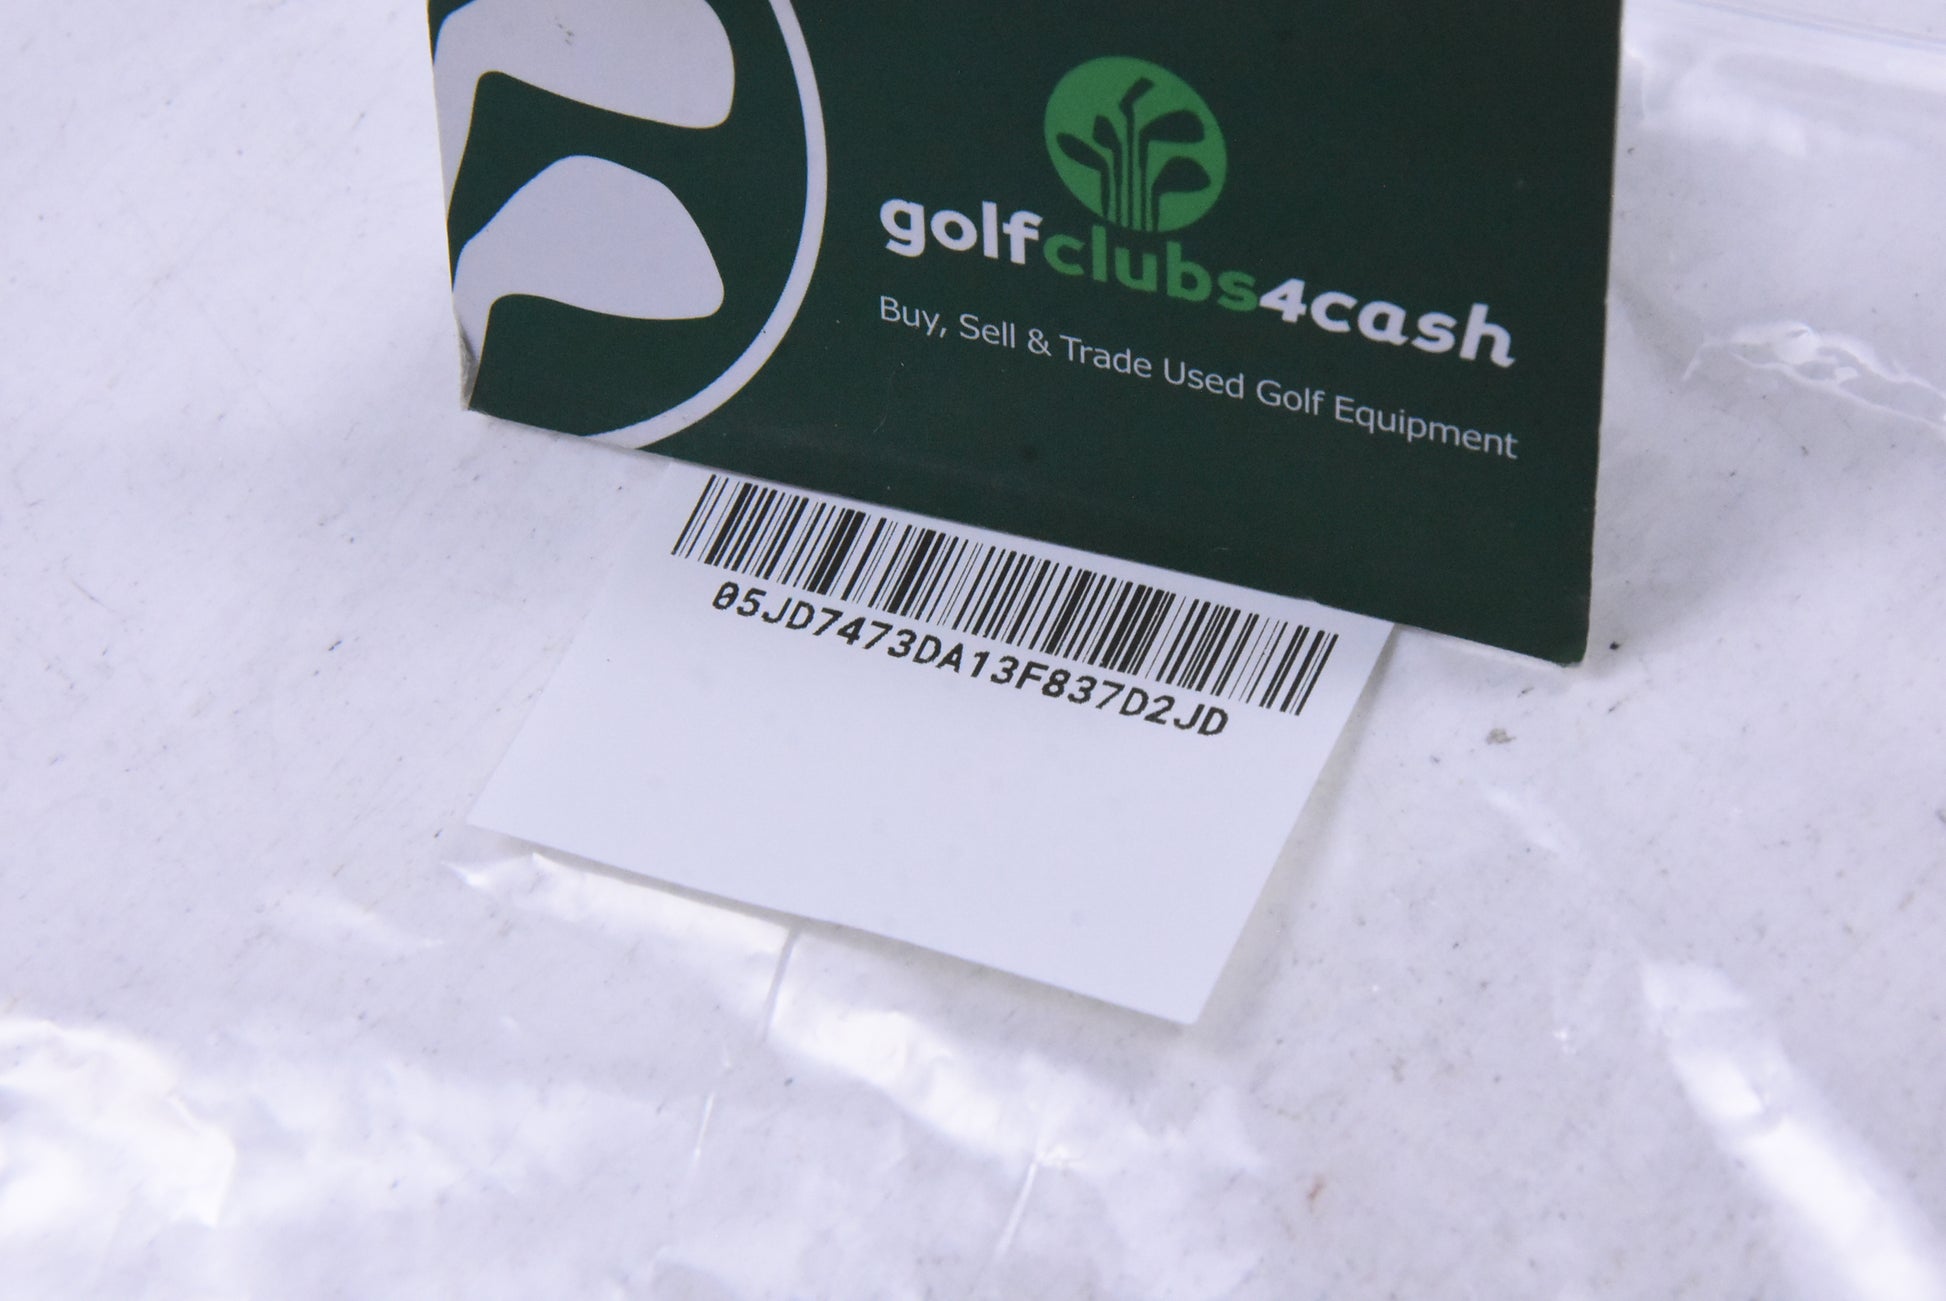 golfclubs4cash
Buy, Sell & Trade Used Golf Equipment
05JD7473DA13F837D2JD